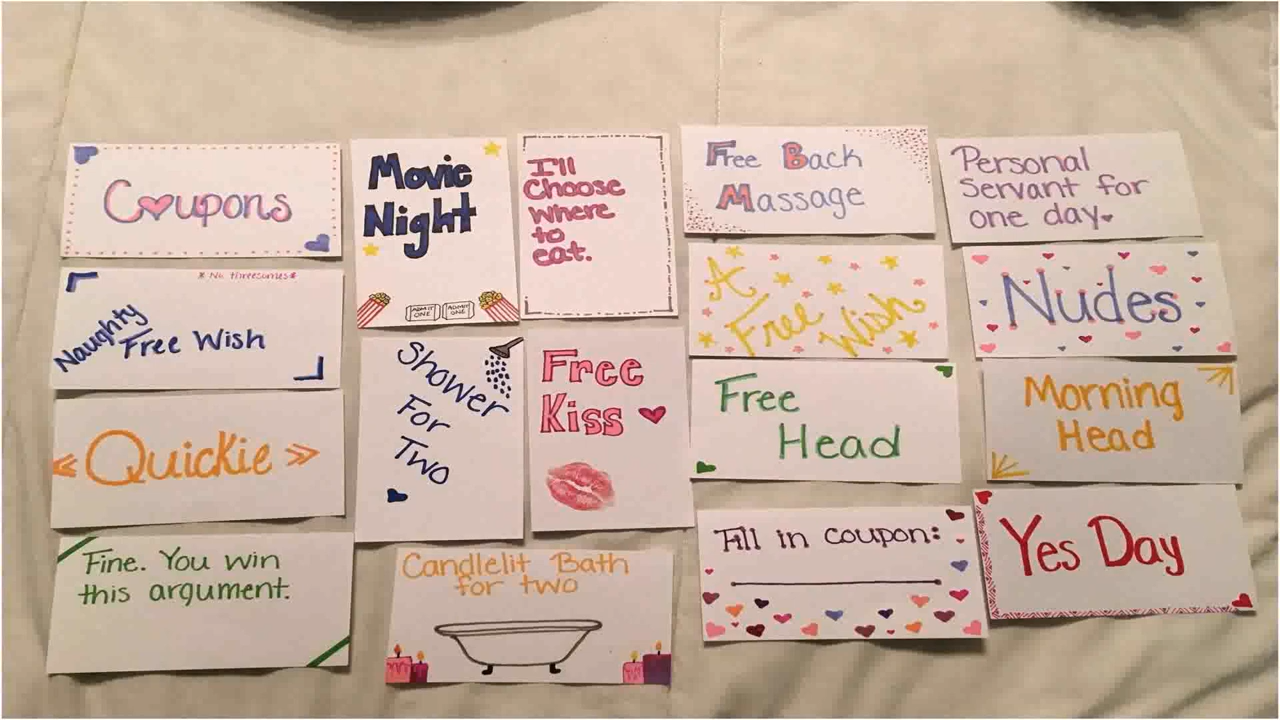 Coupons
* No threesomes *
Naughty
Free Wish
Quickie
Fine. You win
this argument.
Movie
Night
ADMIT
ONE
ADMIT
ONE
Shower
For
Two
Candlelit Bath
for two
I'll
Choose
Where
to
eat.
Free
Kiss
Free Back
Massage
A
Free Wish
Free
Head
Fill in coupon:
Personal
Servant for
one day
Nudes
Morning
Head
Yes Day